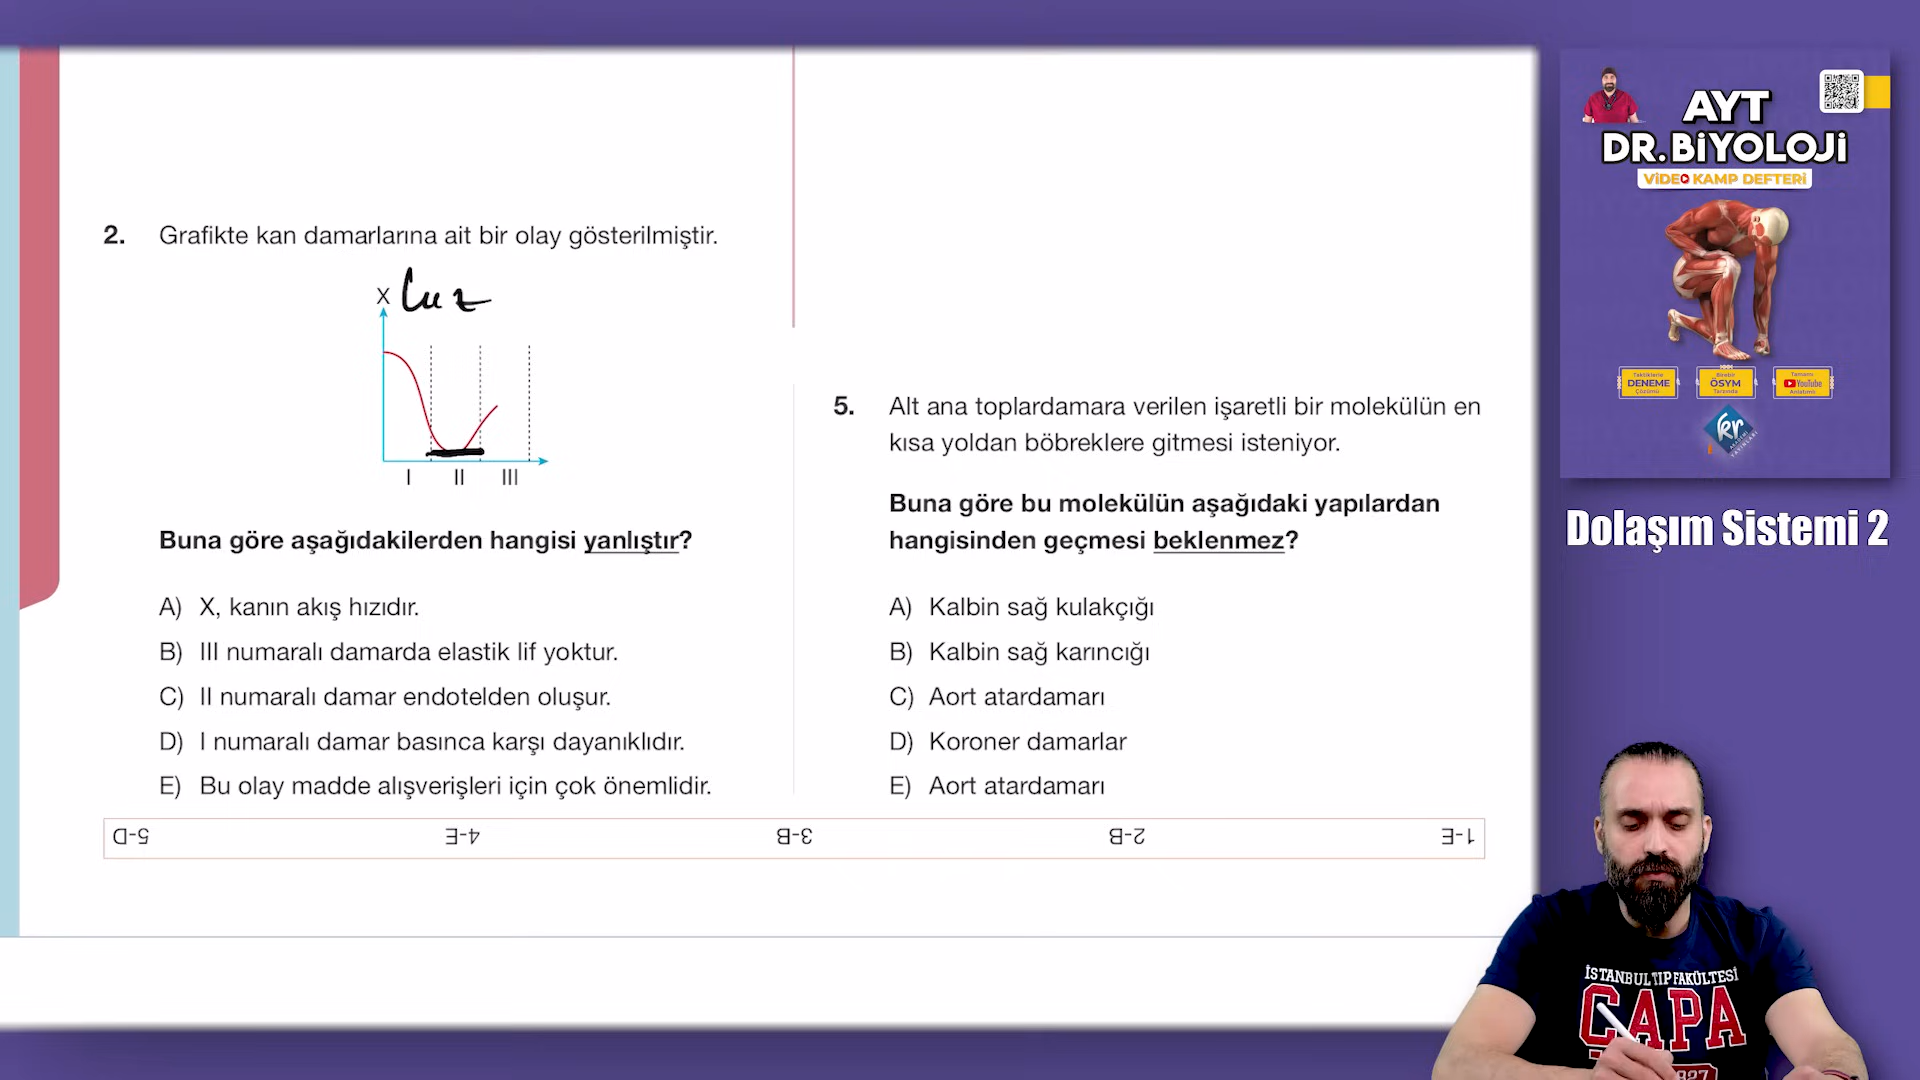 2. Grafikte kan damarlarına ait bir olay gösterilmiştir.
X
I II III
Buna göre aşağıdakilerden hangisi yanlıştır?
A) X, kanın akış hızıdır.
B) III numaralı damarda elastik lif yoktur.
C) II numaralı damar endotelden oluşur.
D) I numaralı damar basınca karşı dayanıklıdır.
E) Bu olay madde alışverişleri için çok önemlidir.
5. Alt ana toplardamara verilen işaretli bir molekülün en
kısa yoldan böbreklere gitmesi isteniyor.
Buna göre bu molekülün aşağıdaki yapılardan
hangisinden geçmesi beklenmez?
A) Kalbin sağ kulakçığı
B) Kalbin sağ karıncığı
C) Aort atardamarı
D) Koroner damarlar
E) Aort atardamarı
1-E 2-B 3-B 4-E 5-D
AYT
DR.BİYOLOJİ
VİDEO KAMP DEFTERİ
DENEME
ÖSYM
YouTube
kr
Dolaşım Sistemi 2
İSTANBUL TIP FAKÜLTESİ
ÇAPA